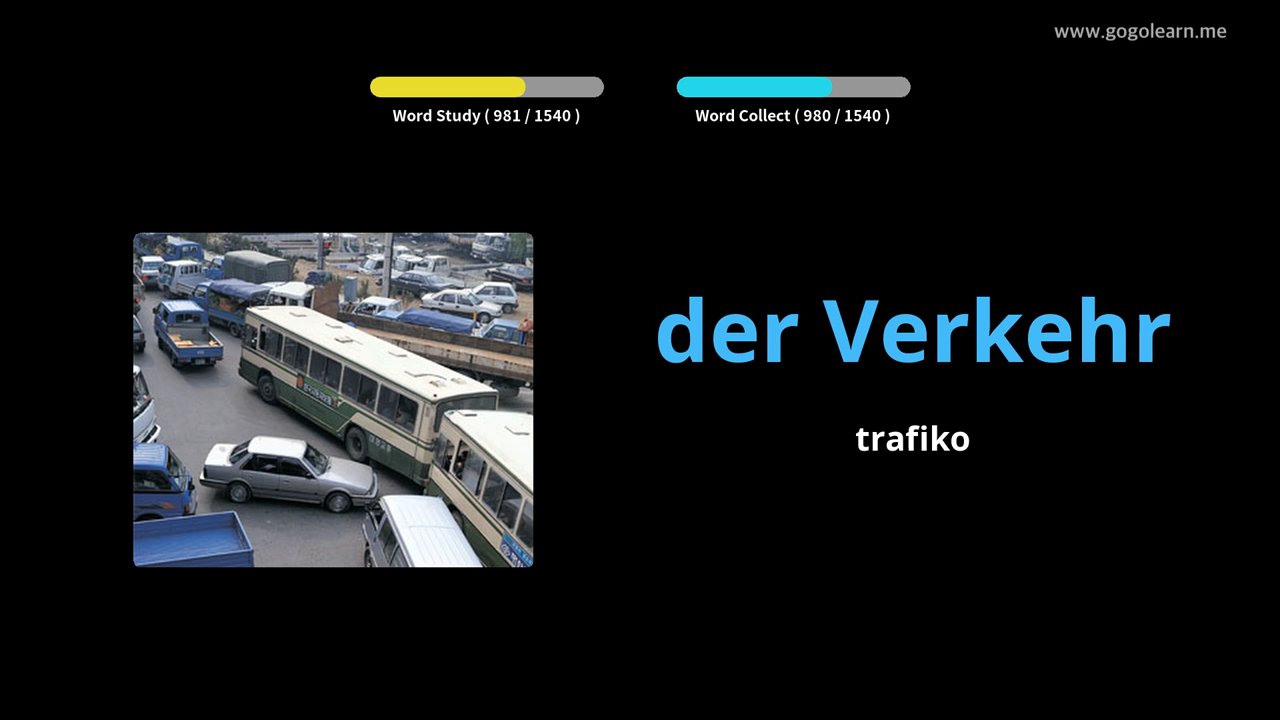 www.gogolearn.me
Word Study ( 981 / 1540 )
Word Collect ( 980 / 1540 )
der Verkehr
trafiko